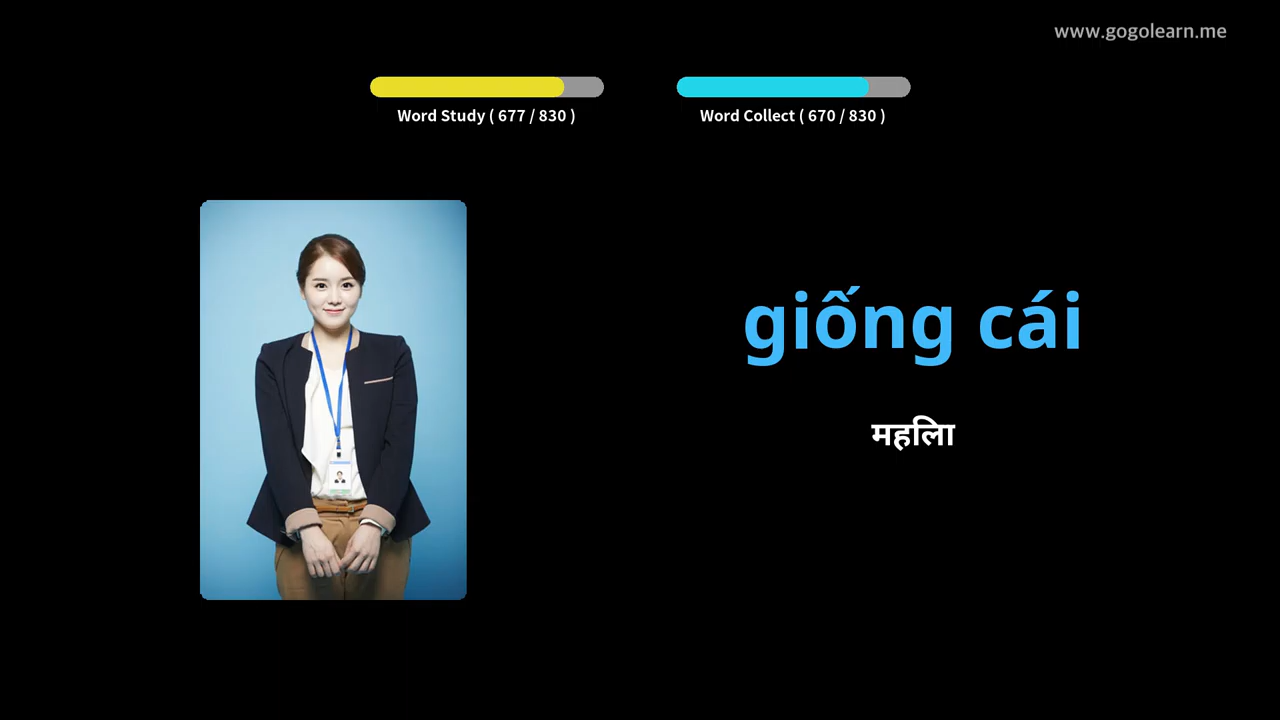 www.gogolearn.me
Word Study ( 677 / 830 )
Word Collect ( 670 / 830 )
giống cái
महिला